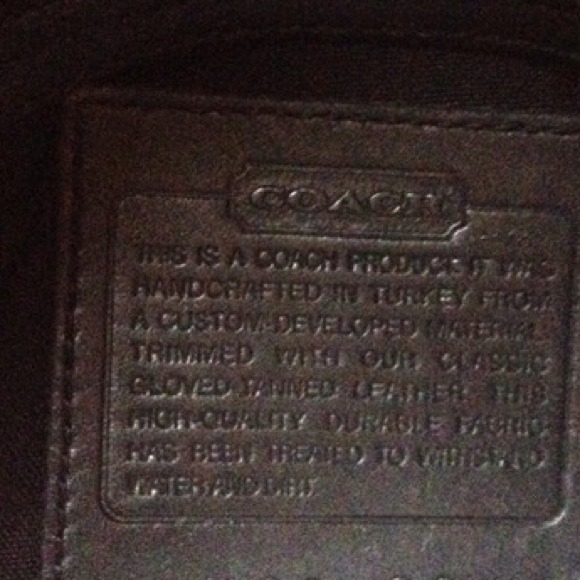 COACH
THIS IS A COACH PRODUCT. IT WAS
HANDCRAFTED IN TURKEY FROM
A CUSTOM-DEVELOPED MATERIAL
TRIMMED WITH OUR CLASSIC
GLOVED TANNED LEATHER. THIS
HIGH-QUALITY DURABLE FABRIC
HAS BEEN TREATED TO WITHSTAND
WATER AND DIRT